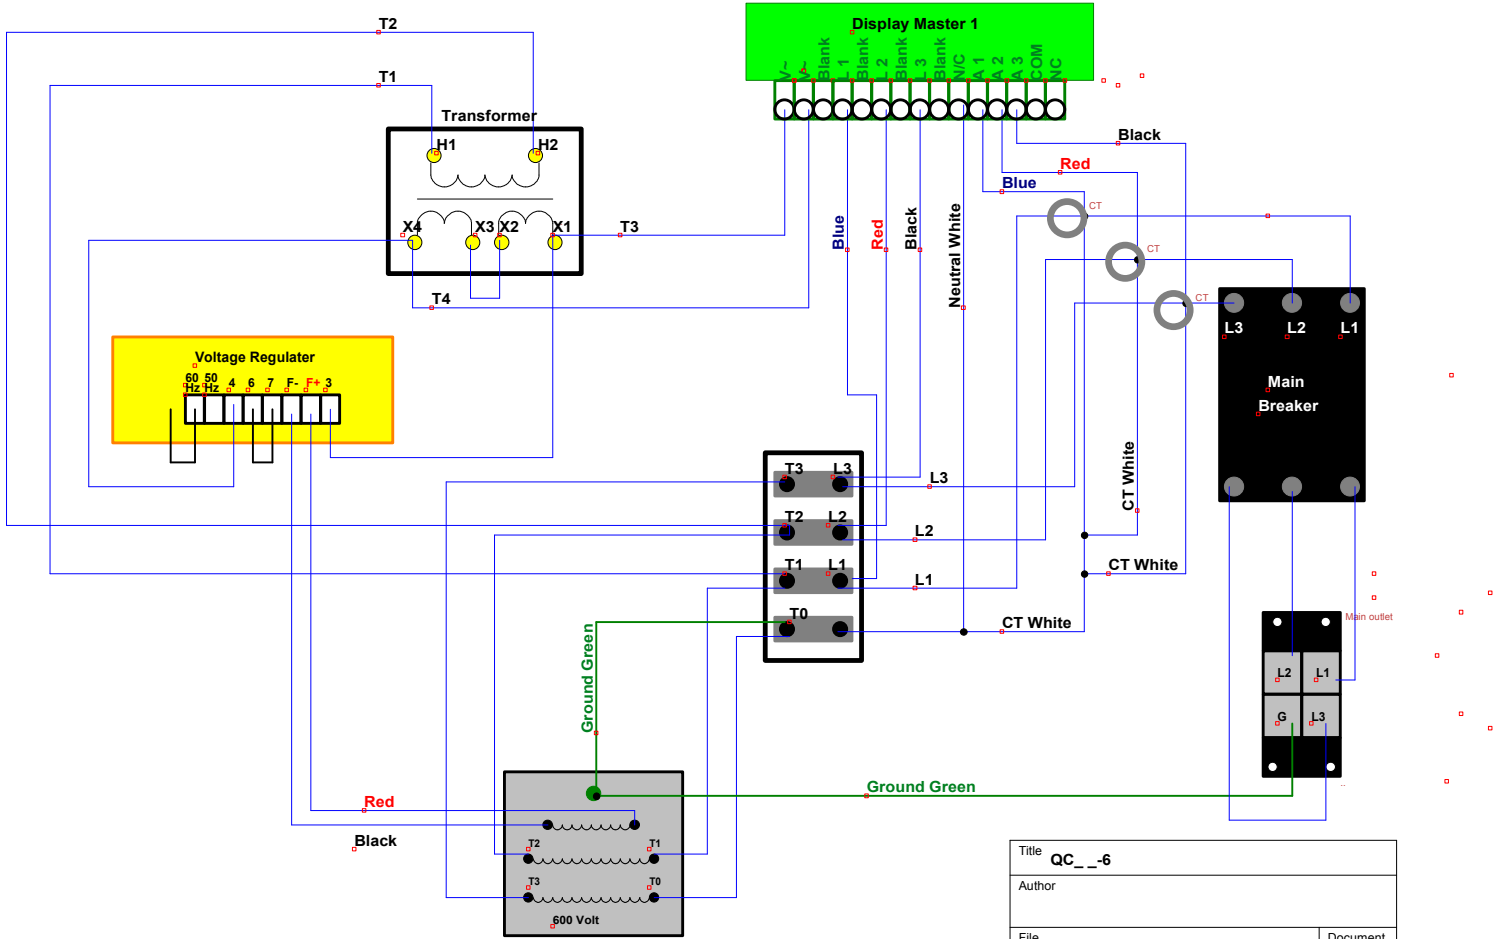 T2
T1
Transformer
H1
H2
X4
X3
X2
X1
T3
T4
Display Master 1
V~
V~
Blank
L 1
Blank
L 2
Blank
L 3
Blank
N/C
A 1
A 2
A 3
COM
NC
Black
Red
Blue
CT
CT
CT
Blue
Red
Black
Neutral White
L3
L2
L1
Main
Breaker
Voltage Regulater
60 Hz
50 Hz
4
6
7
F-
F+
3
T3
L3
T2
L2
T1
L1
T0
L3
L2
L1
CT White
CT White
CT White
Main outlet
L2
L1
G
L3
Ground Green
Ground Green
Red
Black
T2
T1
T3
T0
600 Volt
Title
QC_ _-6
Author
File
Document